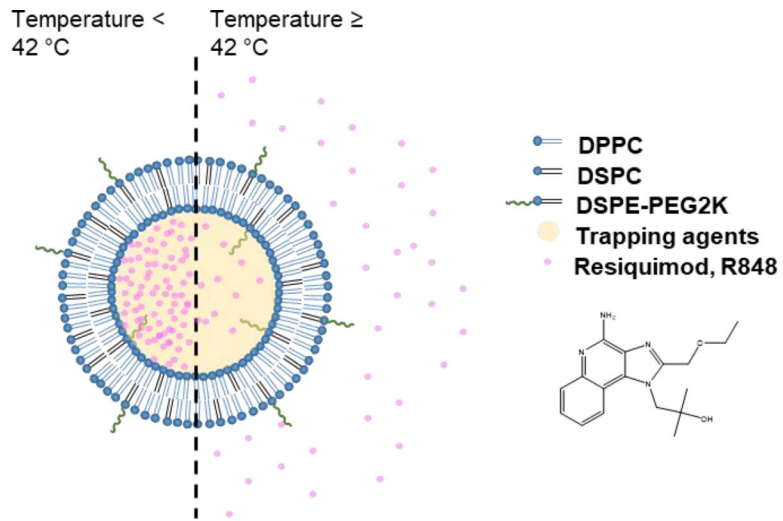 Temperature <
42 °C
Temperature ≥
42 °C
DPPC
DSPC
DSPE-PEG2K
Trapping agents
Resiquimod, R848
NH₂
N
N
O
N
OH